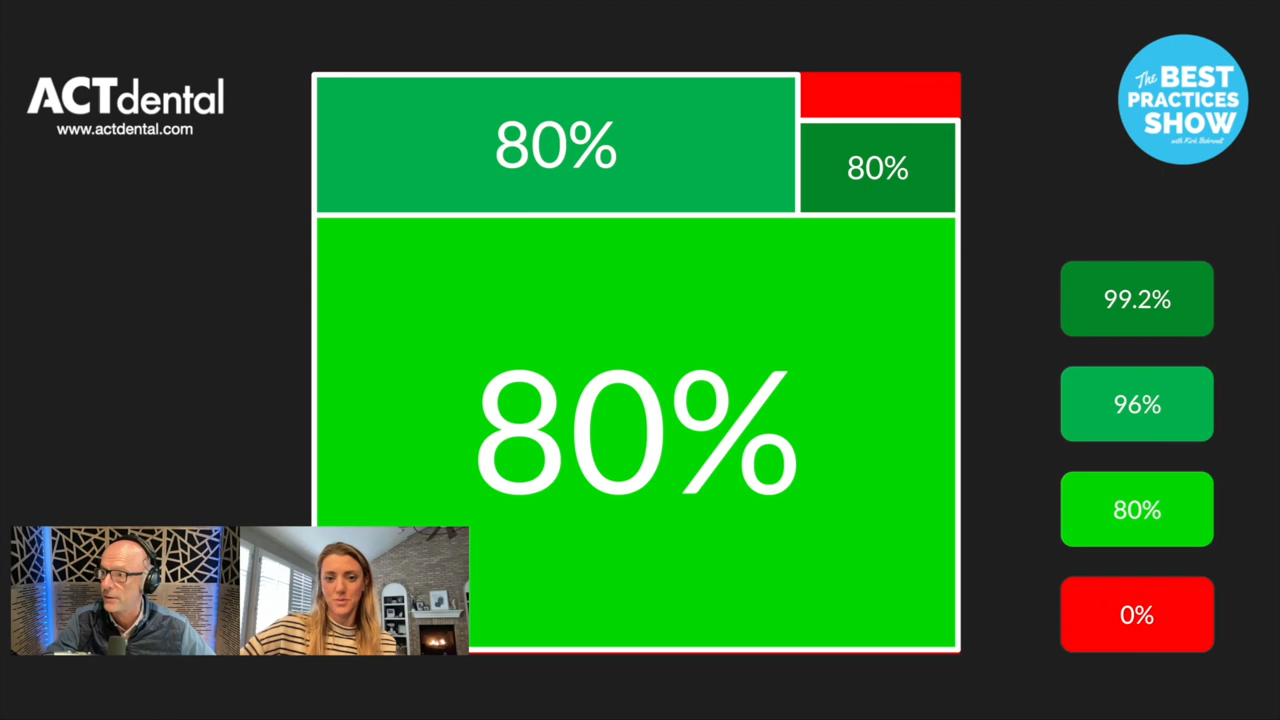 ACTdental
www.actdental.com
The BEST
PRACTICES
SHOW
80%
80%
80%
99.2%
96%
80%
0%